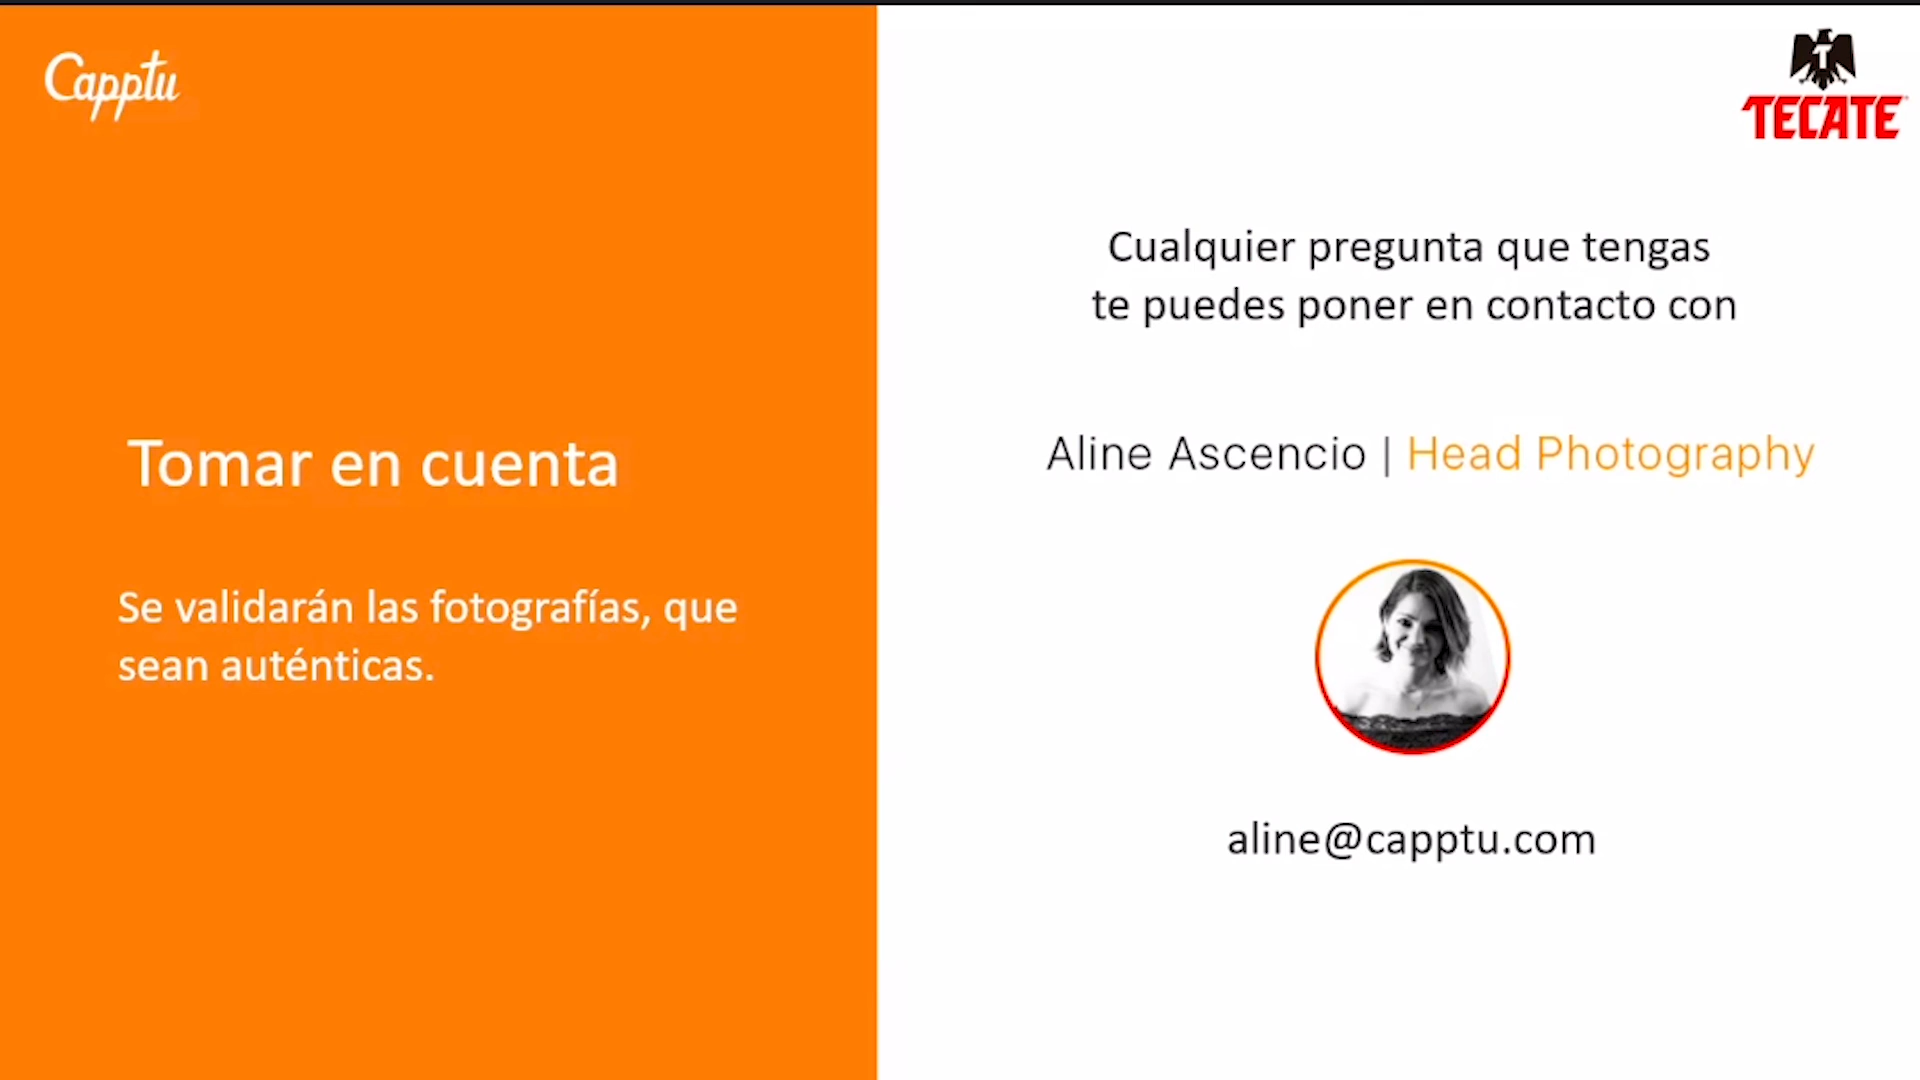 Capptu
TECATE
Tomar en cuenta
Se validarán las fotografías, que
sean auténticas.
Cualquier pregunta que tengas
te puedes poner en contacto con
Aline Ascencio | Head Photography
aline@capptu.com